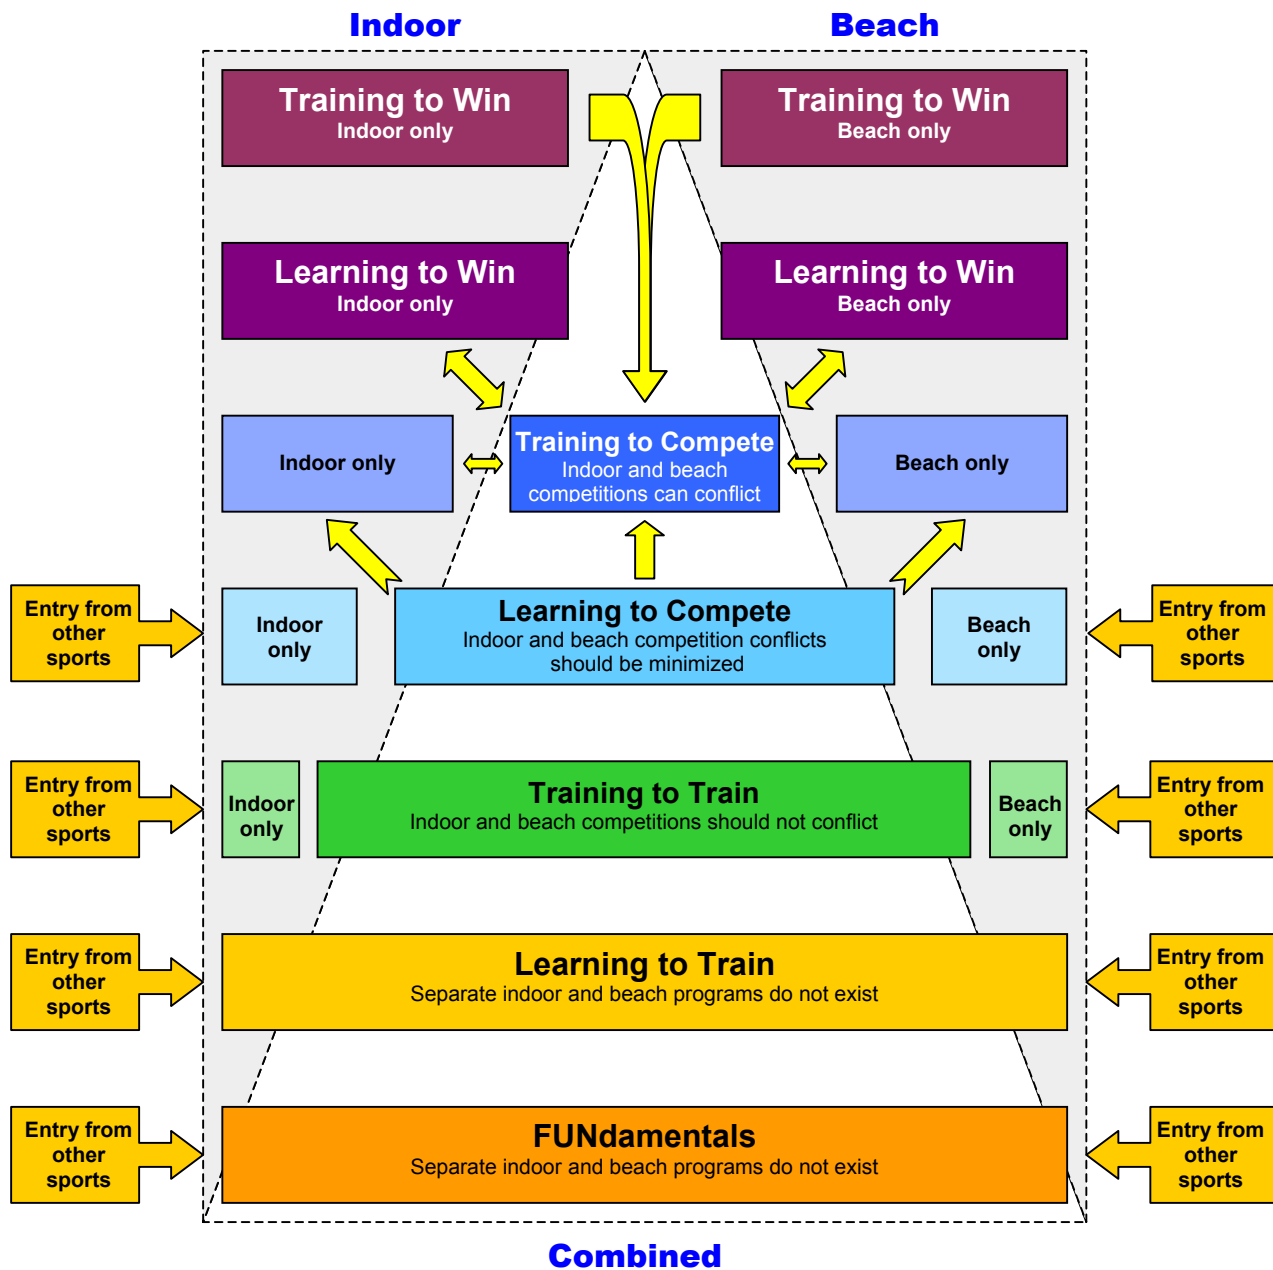 Indoor
Beach
Training to Win
Indoor only
Training to Win
Beach only
Learning to Win
Indoor only
Learning to Win
Beach only
Indoor only
Training to Compete
Indoor and beach
competitions can conflict
Beach only
Entry from
other
sports
Indoor
only
Learning to Compete
Indoor and beach competition conflicts
should be minimized
Beach
only
Entry from
other
sports
Entry from
other
sports
Indoor
only
Training to Train
Indoor and beach competitions should not conflict
Beach
only
Entry from
other
sports
Entry from
other
sports
Learning to Train
Separate indoor and beach programs do not exist
Entry from
other
sports
Entry from
other
sports
FUNdamentals
Separate indoor and beach programs do not exist
Entry from
other
sports
Combined